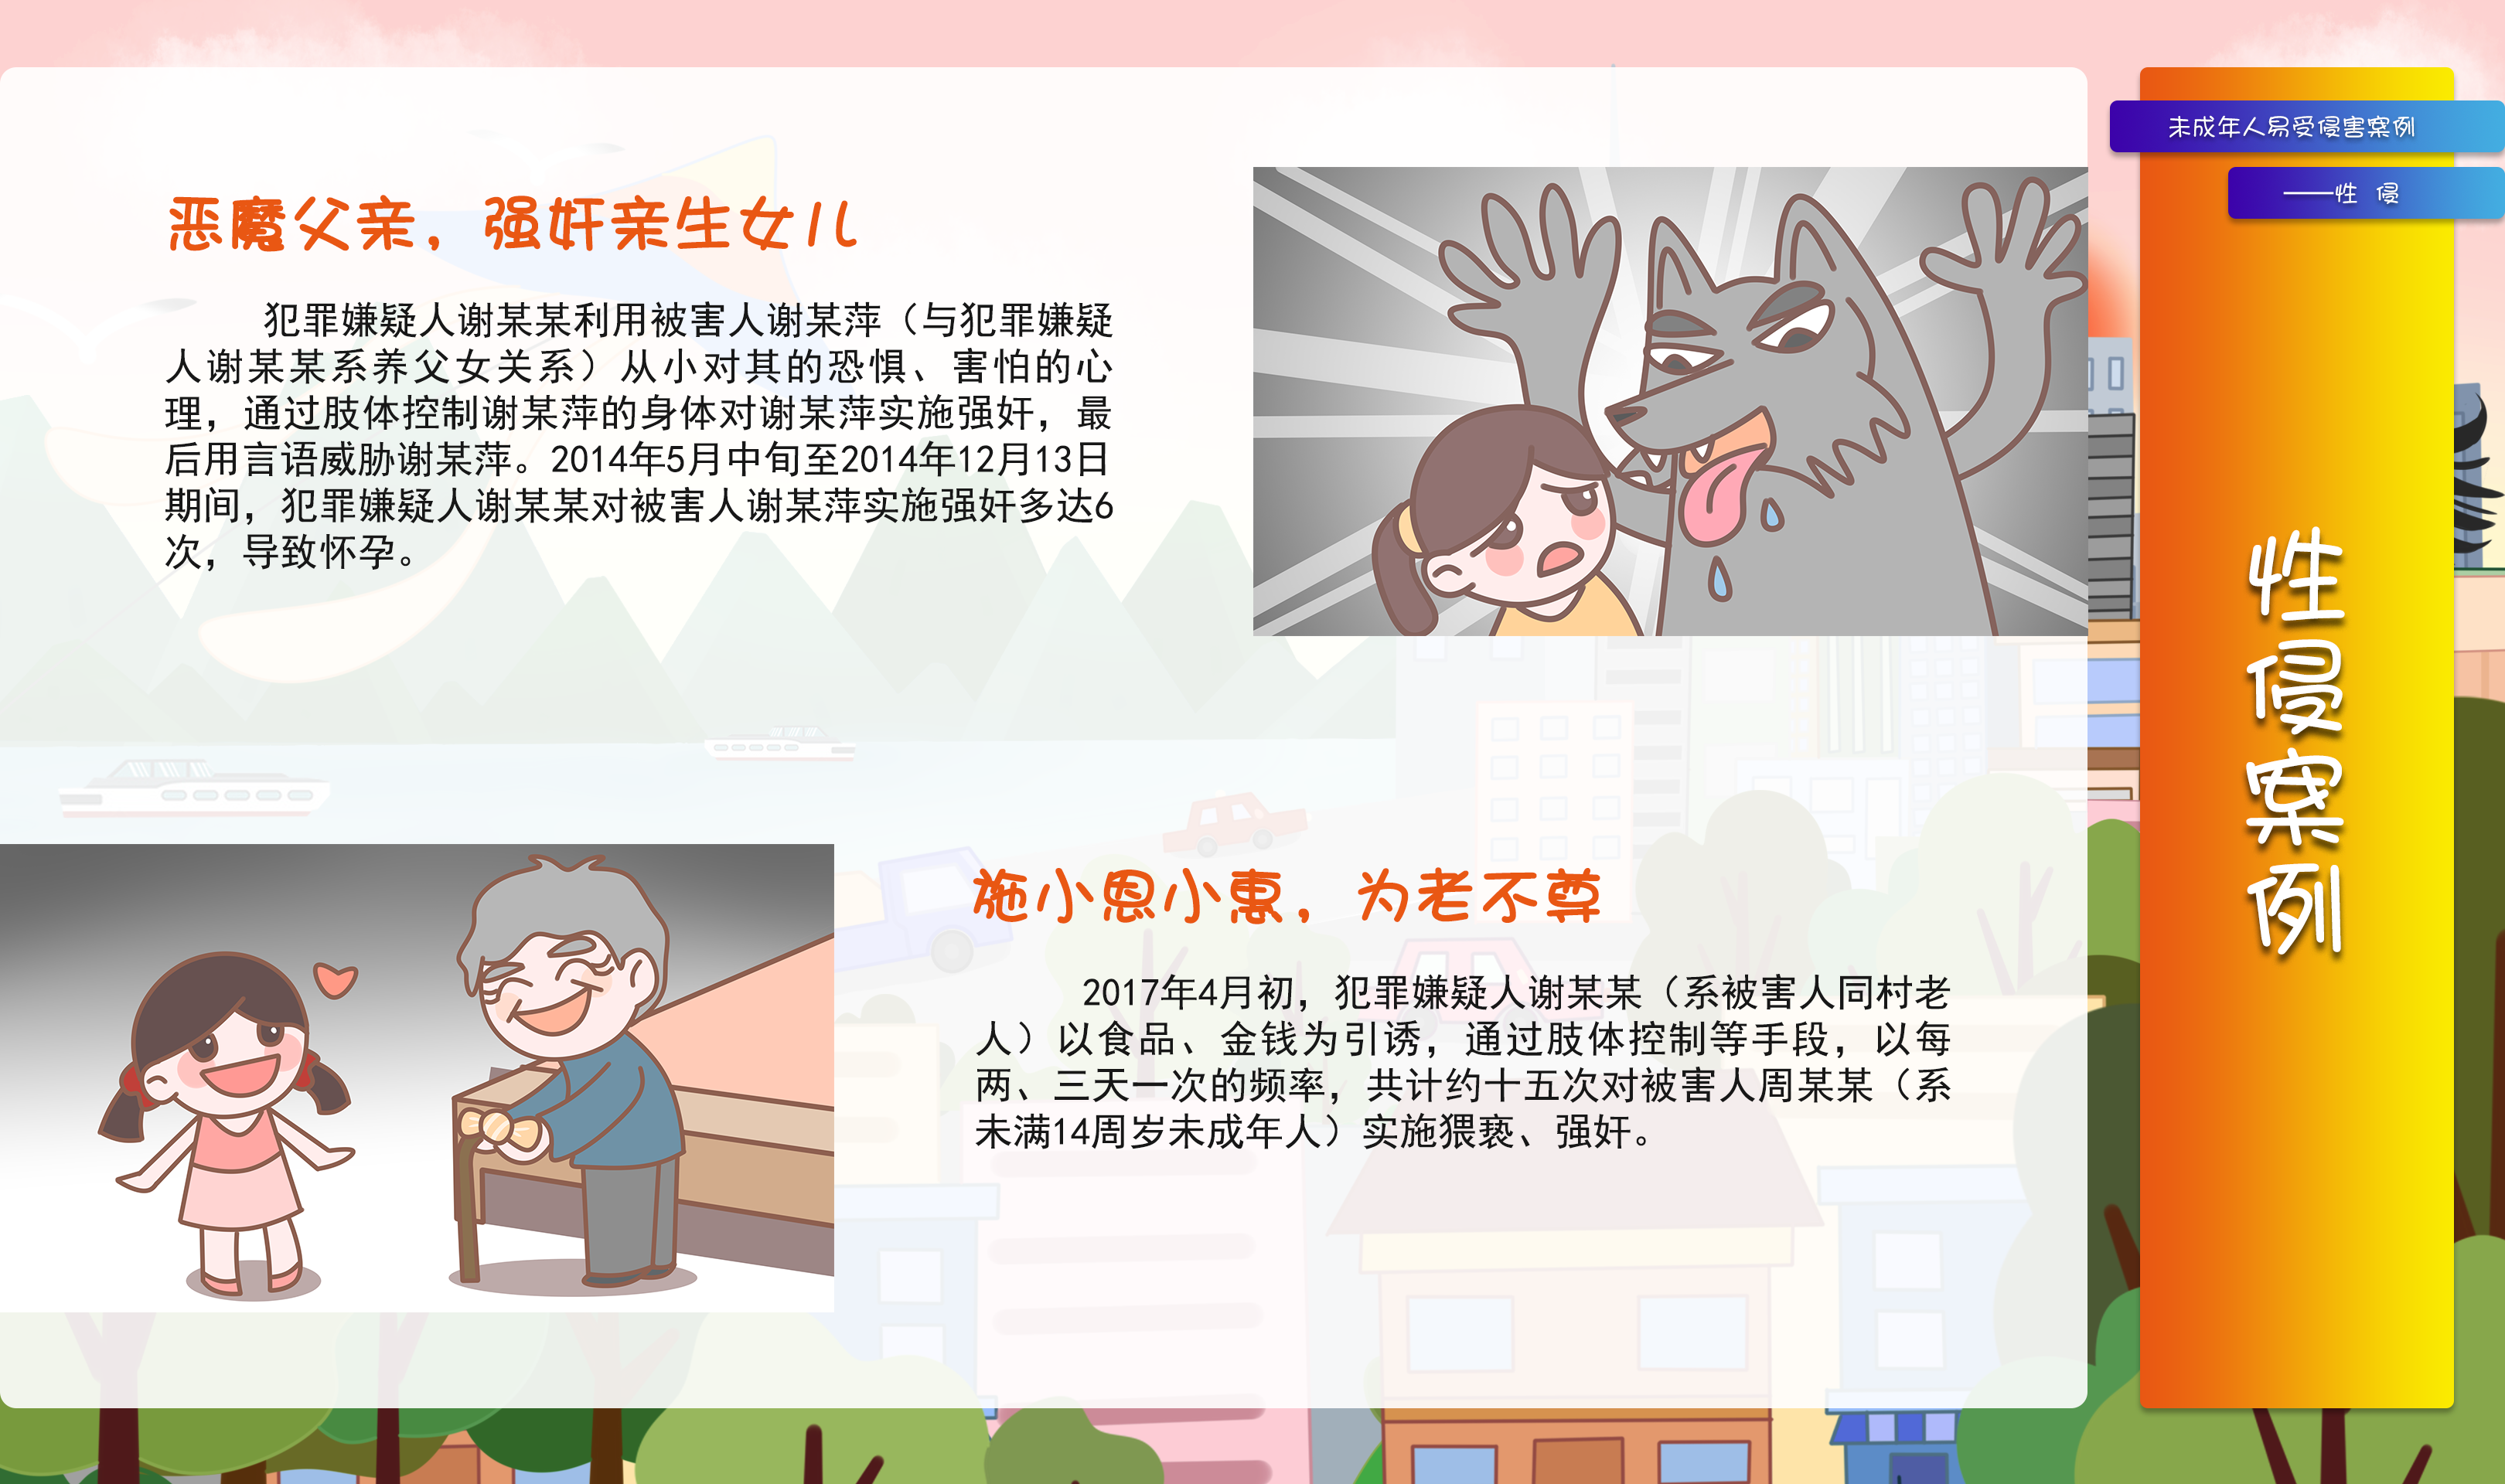 未成年人易受侵害案例
——性 侵
性侵案例
恶魔父亲，强奸亲生女儿
犯罪嫌疑人谢某某利用被害人谢某萍（与犯罪嫌疑
人谢某某系养父女关系）从小对其的恐惧、害怕的心
理，通过肢体控制谢某萍的身体对谢某萍实施强奸，最
后用言语威胁谢某萍。2014年5月中旬至2014年12月13日
期间，犯罪嫌疑人谢某某对被害人谢某萍实施强奸多达6
次，导致怀孕。
施小恩小惠，为老不尊
2017年4月初，犯罪嫌疑人谢某某（系被害人同村老
人）以食品、金钱为引诱，通过肢体控制等手段，以每
两、三天一次的频率，共计约十五次对被害人周某某（系
未满14周岁未成年人）实施猥亵、强奸。